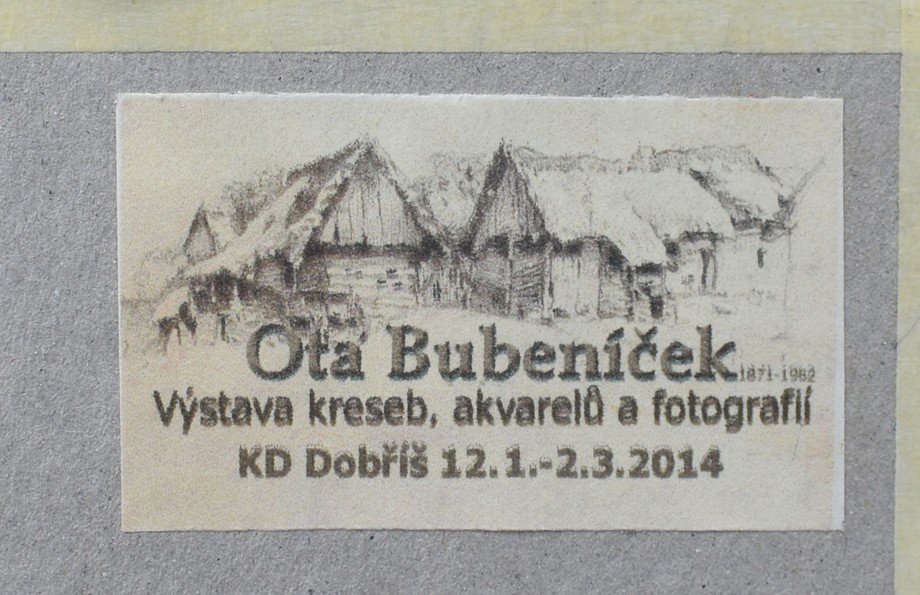 Ota Bubeníček 1871-1962
Výstava kreseb, akvarelů a fotografií
KD Dobříš 12.1.-2.3.2014